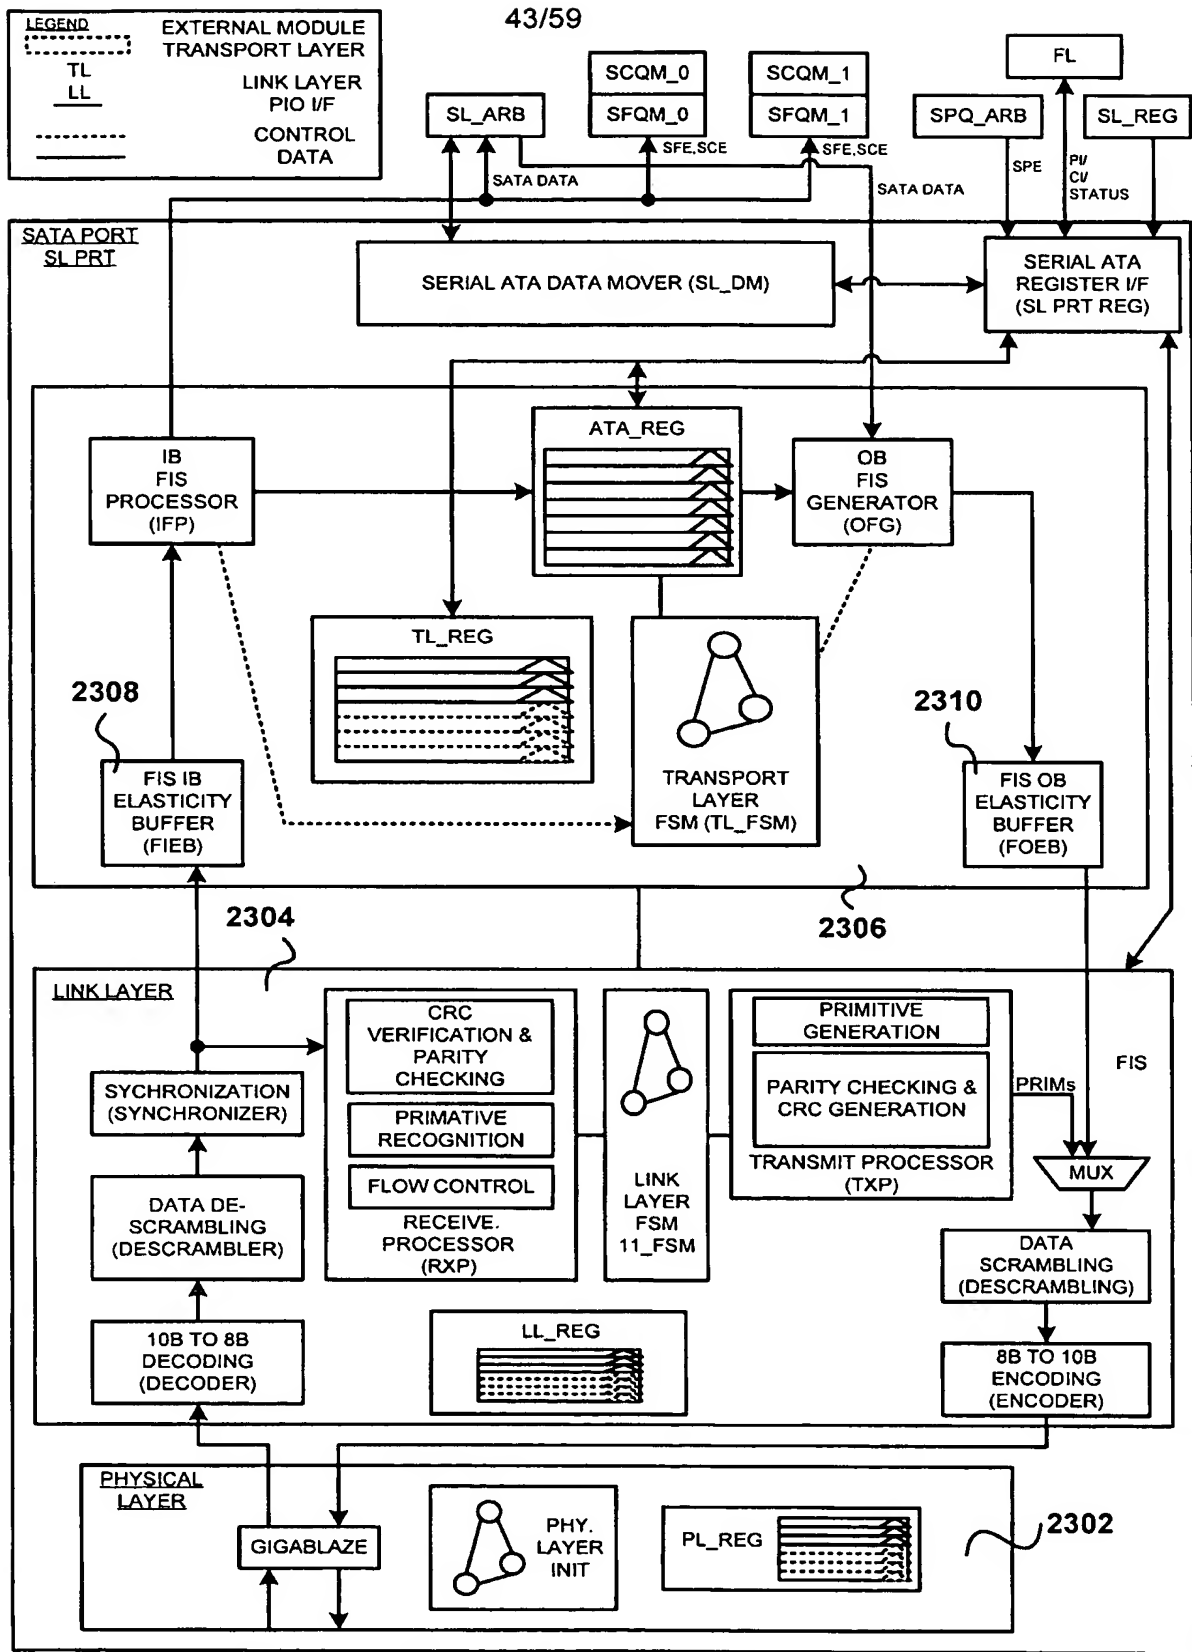 43/59
LEGEND
EXTERNAL MODULE
TRANSPORT LAYER
TL
LL
LINK LAYER
PIO I/F
CONTROL
DATA
SL_ARB
SCQM_0
SFQM_0
SCQM_1
SFQM_1
FL
SPQ_ARB
SL_REG
SFE,SCE
SFE,SCE
SATA DATA
SATA DATA
SPE
PI/
CI/
STATUS
SATA PORT
SL PRT
SERIAL ATA DATA MOVER (SL_DM)
SERIAL ATA
REGISTER I/F
(SL PRT REG)
IB
FIS
PROCESSOR
(IFP)
ATA_REG
OB
FIS
GENERATOR
(OFG)
TL_REG
TRANSPORT
LAYER
FSM (TL_FSM)
2308
FIS IB
ELASTICITY
BUFFER
(FIEB)
2310
FIS OB
ELASTICITY
BUFFER
(FOEB)
2304
2306
LINK LAYER
CRC
VERIFICATION &
PARITY
CHECKING
PRIMATIVE
RECOGNITION
FLOW CONTROL
RECEIVE.
PROCESSOR
(RXP)
LINK
LAYER
FSM
11_FSM
PRIMITIVE
GENERATION
PARITY CHECKING &
CRC GENERATION
TRANSMIT PROCESSOR
(TXP)
PRIMs
FIS
MUX
SYCHRONIZATION
(SYNCHRONIZER)
DATA DE-
SCRAMBLING
(DESCRAMBLER)
10B TO 8B
DECODING
(DECODER)
LL_REG
DATA
SCRAMBLING
(DESCRAMBLING)
8B TO 10B
ENCODING
(ENCODER)
PHYSICAL
LAYER
GIGABLAZE
PHY.
LAYER
INIT
PL_REG
2302